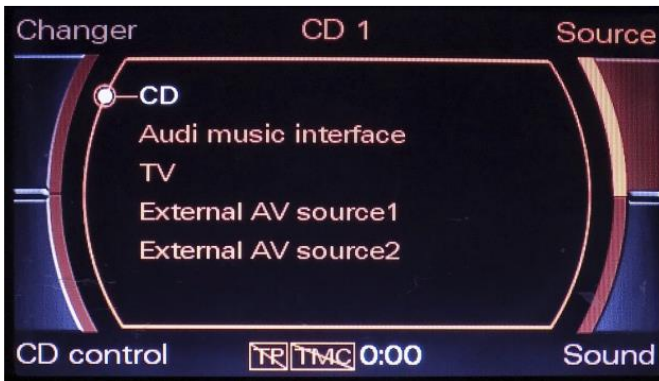 Changer CD 1 Source
CD
Audi music interface
TV
External AV source1
External AV source2
CD control TP TMC 0:00 Sound